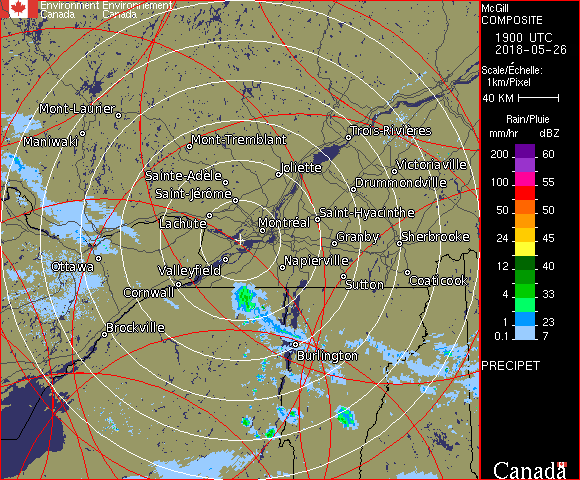 Environment Environnement
Canada Canada
McGill
COMPOSITE
1900 UTC
2018-05-26
Scale/Échelle:
1km/Pixel
40 KM
Rain/Pluie
mm/hr dBZ
200 60
150 57
100 55
50 50
24 45
12 40
4 33
1 23
0.1 7
PRECIPET
Canada
Mont-Laurier
Maniwaki
Mont-Tremblant
Trois-Rivières
Joliette
Victoriaville
Sainte-Adèle
Drummondville
Saint-Jérôme
Lachute
Saint-Hyacinthe
Montréal
Granby
Sherbrooke
Ottawa
Valleyfield
Napierville
Cornwall
Sutton
Coaticook
Brockville
Burlington